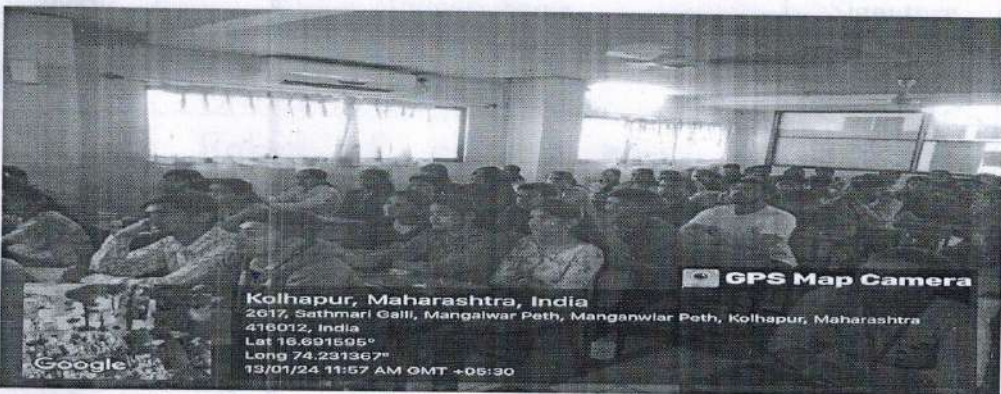 GPS Map Camera
Kolhapur, Maharashtra, India
2617, Sathmari Galli, Mangalwar Peth, Manganwlar Peth, Kolhapur, Maharashtra
416012, India
Lat 16.691595°
Long 74.231367°
13/01/24 11:57 AM GMT +05:30
Google